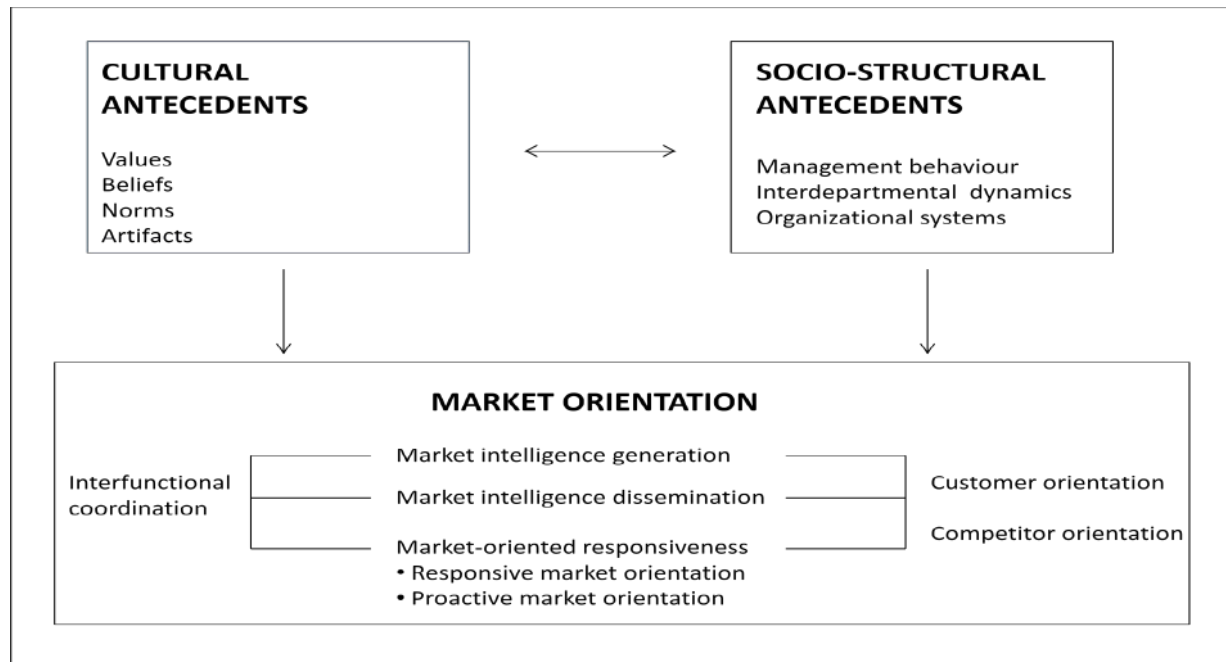 CULTURAL
ANTECEDENTS
Values
Beliefs
Norms
Artifacts
SOCIO-STRUCTURAL
ANTECEDENTS
Management behaviour
Interdepartmental dynamics
Organizational systems
MARKET ORIENTATION
Interfunctional
coordination
Market intelligence generation
Market intelligence dissemination
Market-oriented responsiveness
• Responsive market orientation
• Proactive market orientation
Customer orientation
Competitor orientation